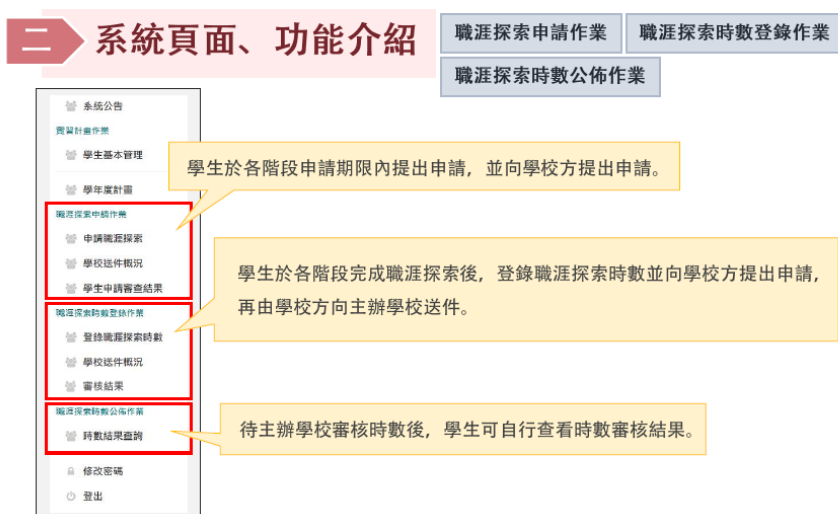 二 系統頁面、功能介紹
職涯探索申請作業
職涯探索時數登錄作業
職涯探索時數公佈作業
系統公告
實習計畫作業
學生基本管理
學年度計畫
職涯探索申請作業
申請職涯探索
學校送件概況
學生申請審查結果
職涯探索時數登錄作業
登錄職涯探索時數
學校送件概況
審核結果
職涯探索時數公佈作業
時數結果查詢
修改密碼
登出
學生於各階段申請期限內提出申請，並向學校方提出申請。
學生於各階段完成職涯探索後，登錄職涯探索時數並向學校方提出申請，
再由學校方向主辦學校送件。
待主辦學校審核時數後，學生可自行查看時數審核結果。